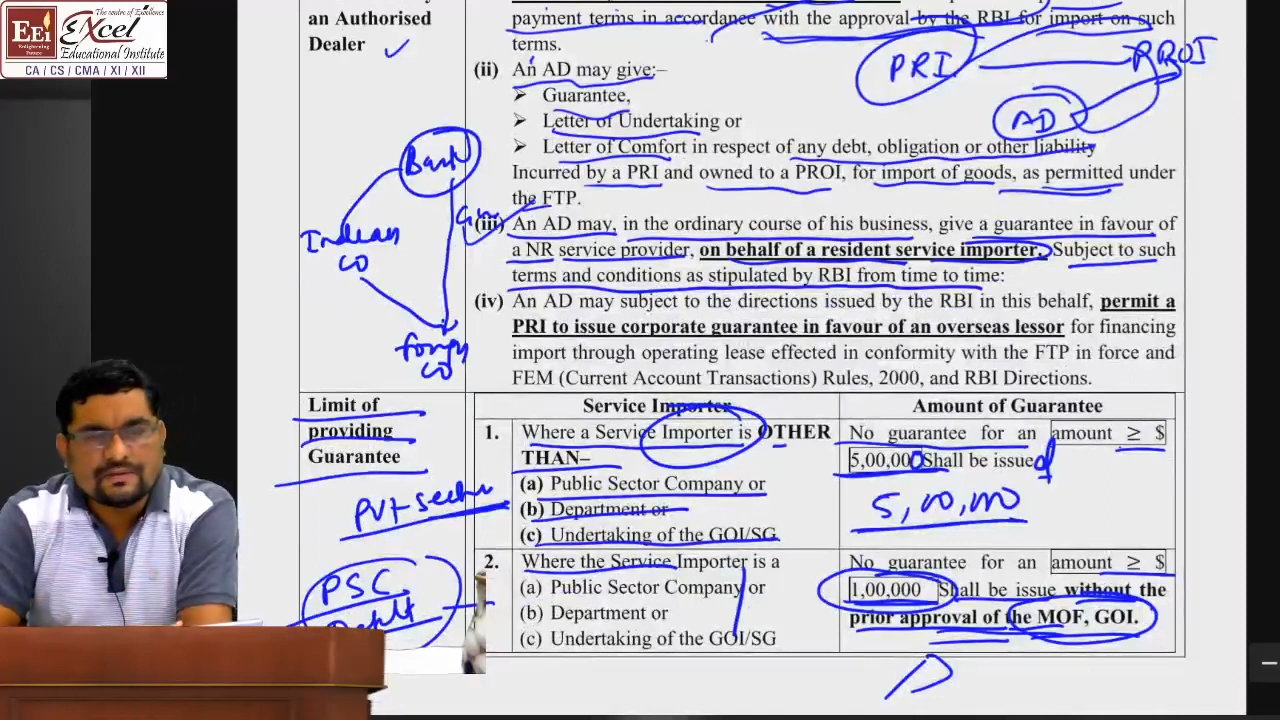 The centre of Excellence
EEi
Enlightening
Excel
Educational Institute
CA / CS / CMA / XI / XII
an Authorised
Dealer
payment terms in accordance with the approval by the RBI for import on such
terms.
PRI
PROI
(ii) An AD may give:–
➤ Guarantee,
AD
➤ Letter of Undertaking or
➤ Letter of Comfort in respect of any debt, obligation or other liability
Incurred by a PRI and owned to a PROI, for import of goods, as permitted under
the FTP.
Bank
Indian
CO
foreign
CO
(iii) An AD may, in the ordinary course of his business, give a guarantee in favour of
a NR service provider, on behalf of a resident service importer. Subject to such
terms and conditions as stipulated by RBI from time to time:
(iv) An AD may subject to the directions issued by the RBI in this behalf, permit a
PRI to issue corporate guarantee in favour of an overseas lessor for financing
import through operating lease effected in conformity with the FTP in force and
FEM (Current Account Transactions) Rules, 2000, and RBI Directions.
Limit of
providing
Guarantee
Service Importer
Amount of Guarantee
1. Where a Service Importer is OTHER
THAN–
(a) Public Sector Company or
(b) Department or
(c) Undertaking of the GOI/SG
No guarantee for an amount ≥ $
5,00,000 Shall be issued
5,00,000
Pvt Sector
2. Where the Service Importer is a
(a) Public Sector Company or
(b) Department or
(c) Undertaking of the GOI/SG
No guarantee for an amount ≥ $
1,00,000 Shall be issue without the
prior approval of the MOF, GOI.
PSC